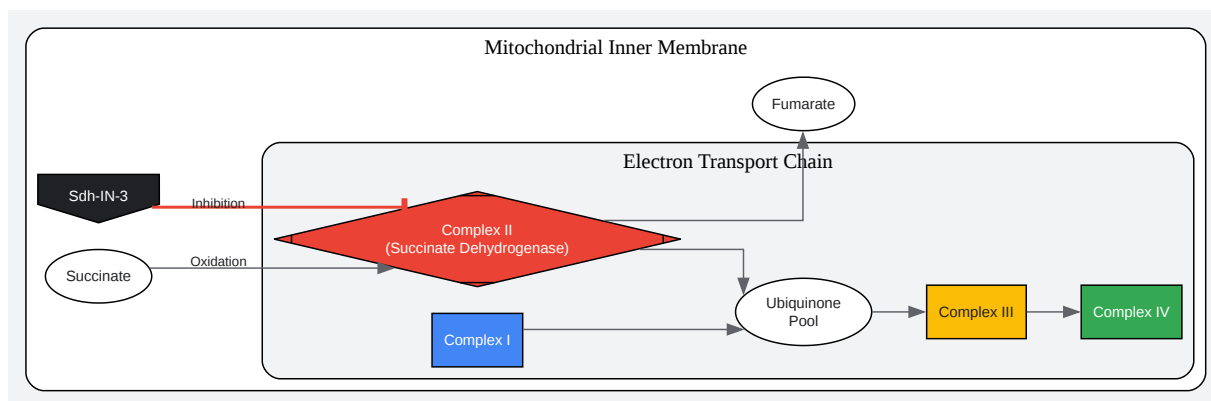 Mitochondrial Inner Membrane
Fumarate
Electron Transport Chain
Sdh-IN-3
Inhibition
Complex II
(Succinate Dehydrogenase)
Succinate
Oxidation
Ubiquinone
Pool
Complex III
Complex IV
Complex I